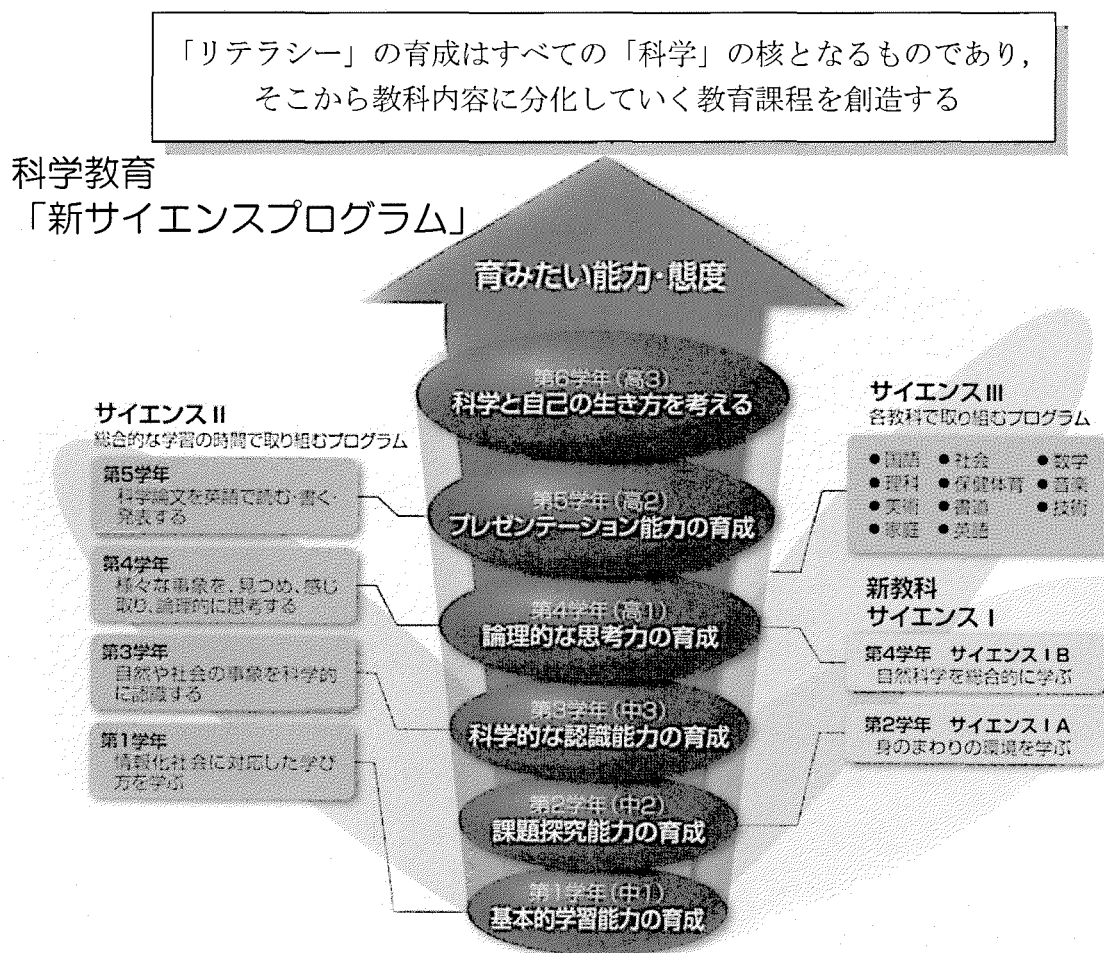 「リテラシー」の育成はすべての「科学」の核となるものであり，
そこから教科内容に分化していく教育課程を創造する
科学教育
「新サイエンスプログラム」
育みたい能力・態度
第6学年(高3)
科学と自己の生き方を考える
第5学年(高2)
プレゼンテーション能力の育成
第4学年(高1)
論理的な思考力の育成
第3学年(中3)
科学的な認識能力の育成
第2学年(中2)
課題探究能力の育成
第1学年(中1)
基本的学習能力の育成
サイエンスⅡ
総合的な学習の時間で取り組むプログラム
第5学年
科学論文を英語で読む・書く・
発表する
第4学年
様々な事象を、見つめ、感じ
取り、論理的に思考する
第3学年
自然や社会の事象を科学的
に認識する
第1学年
情報化社会に対応した学び
方を学ぶ
サイエンスⅢ
各教科で取り組むプログラム
●国語 ●社会 ●数学
●理科 ●保健体育 ●音楽
●美術 ●書道 ●技術
●家庭 ●英語
新教科
サイエンスⅠ
第4学年 サイエンスⅠB
自然科学を総合的に学ぶ
第2学年 サイエンスⅠA
身のまわりの環境を学ぶ